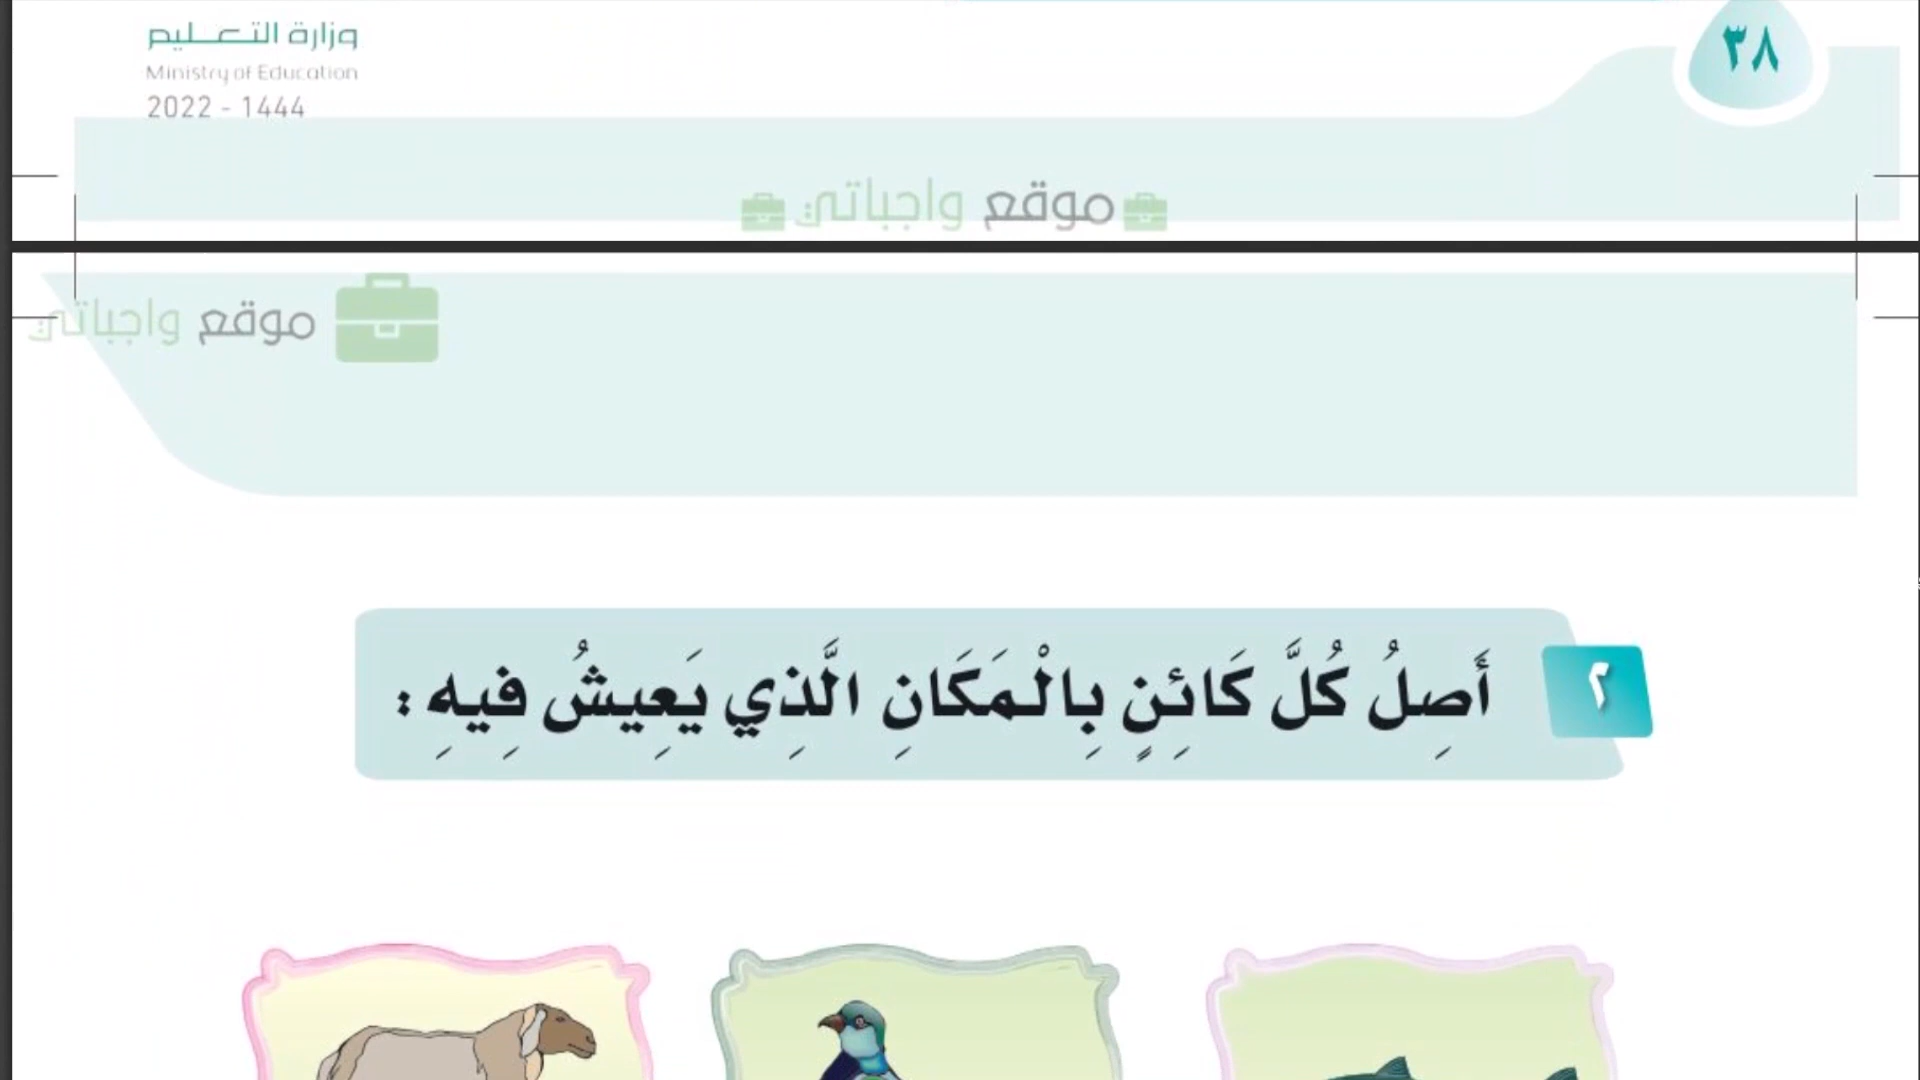 وزارة التعليم
Ministry of Education
2022 - 1444
٣٨
موقع واجباتي
موقع واجباتي
٢
أَصِلُ كُلَّ كَائِنٍ بِالْمَكَانِ الَّذِي يَعِيشُ فِيهِ :